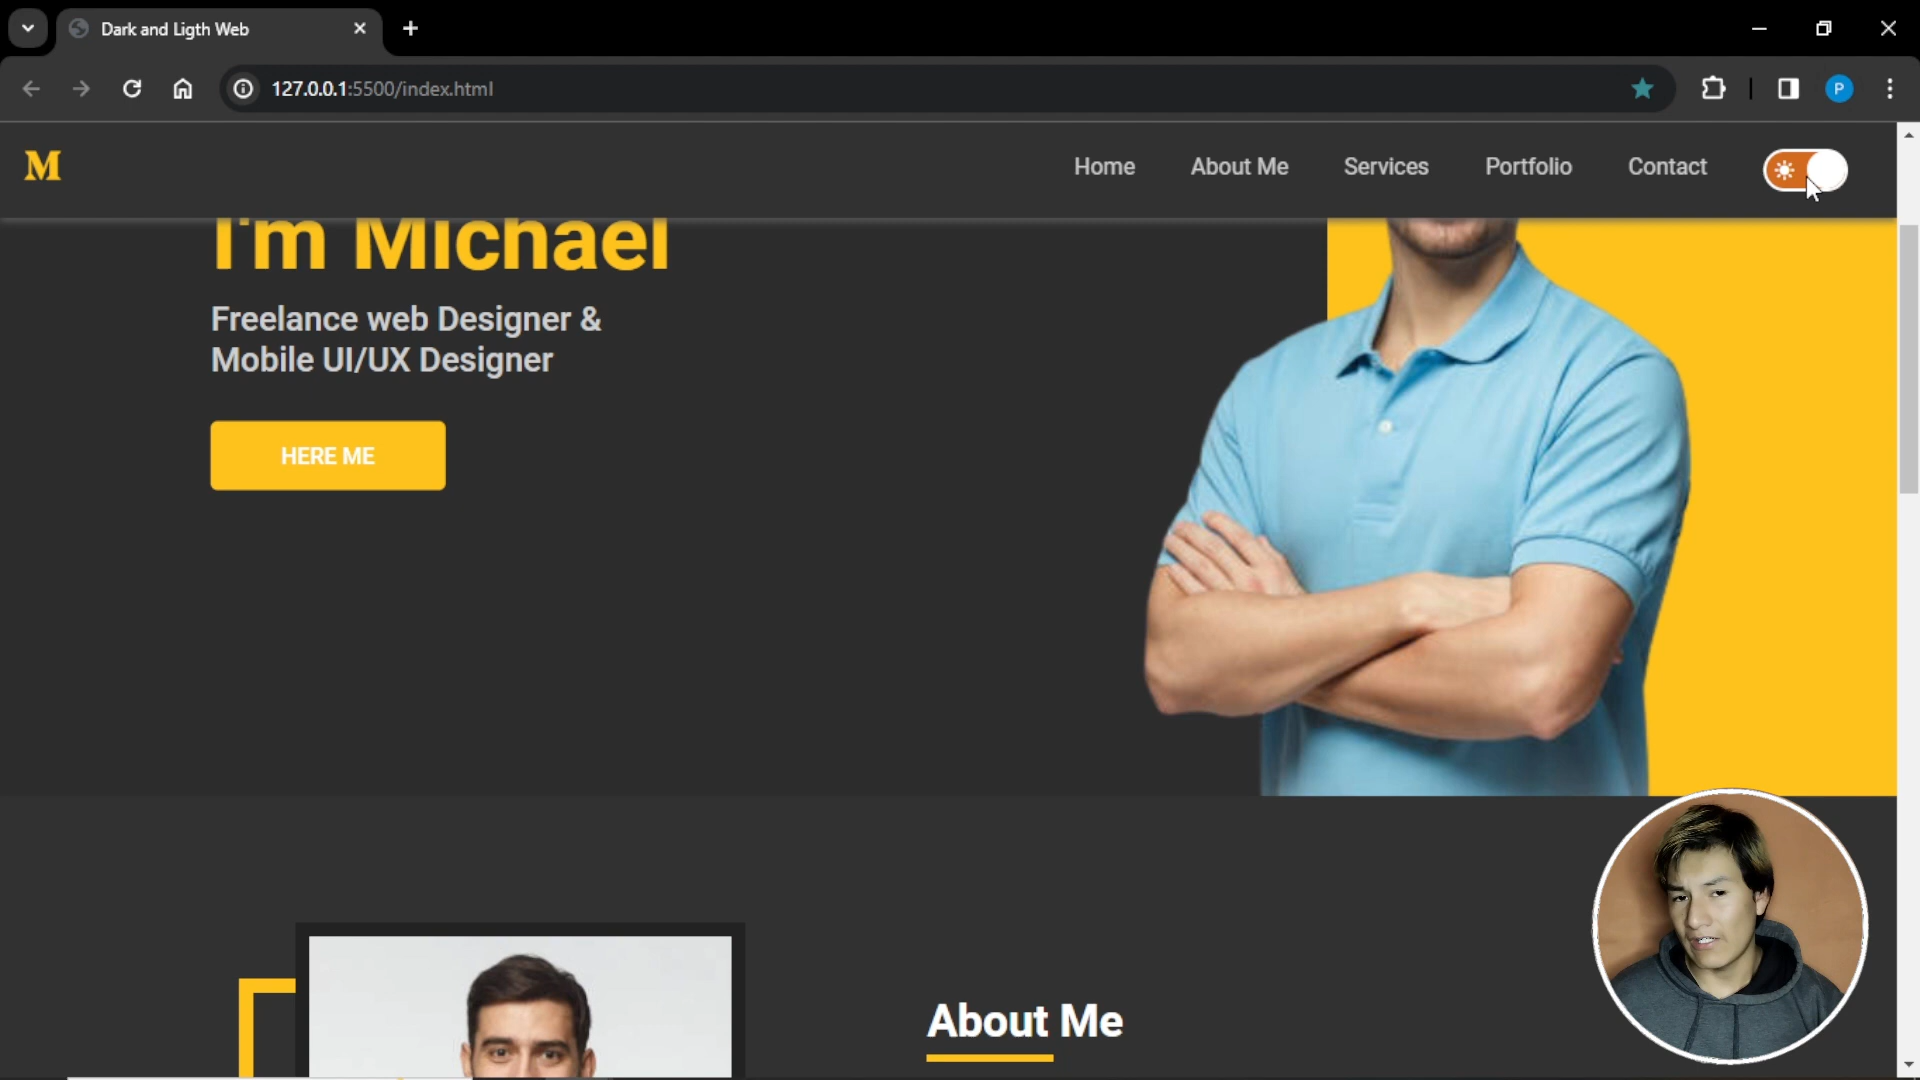 Dark and Ligth Web
127.0.0.1:5500/index.html
P
M
Home About Me Services Portfolio Contact
I'm Michael
Freelance web Designer &
Mobile UI/UX Designer
HERE ME
About Me